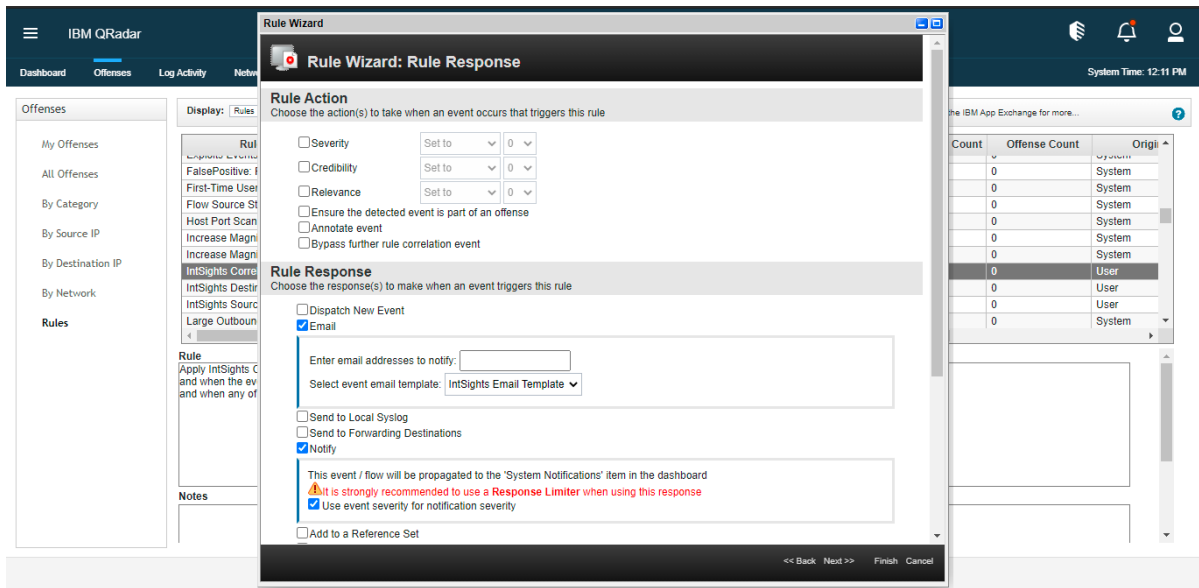 IBM QRadar
Dashboard Offenses Log Activity Netw
System Time: 12:11 PM
Offenses
My Offenses
All Offenses
By Category
By Source IP
By Destination IP
By Network
Rules
Display: Rules
the IBM App Exchange for more...
Rul
Count Offense Count Origi
0 System
FalsePositive: F 0 System
First-Time User 0 System
Flow Source St 0 System
Host Port Scan 0 System
Increase Magni 0 System
Increase Magni 0 System
IntSights Corre 0 User
IntSights Destin 0 User
IntSights Sourc 0 User
Large Outboun 0 System
Rule
Apply IntSights C
and when the ev
and when any of
Notes
Rule Wizard
Rule Wizard: Rule Response
Rule Action
Choose the action(s) to take when an event occurs that triggers this rule
Severity Set to 0
Credibility Set to 0
Relevance Set to 0
Ensure the detected event is part of an offense
Annotate event
Bypass further rule correlation event
Rule Response
Choose the response(s) to make when an event triggers this rule
Dispatch New Event
Email
Enter email addresses to notify:
Select event email template: IntSights Email Template
Send to Local Syslog
Send to Forwarding Destinations
Notify
This event / flow will be propagated to the 'System Notifications' item in the dashboard
It is strongly recommended to use a Response Limiter when using this response
Use event severity for notification severity
Add to a Reference Set
<< Back Next >> Finish Cancel